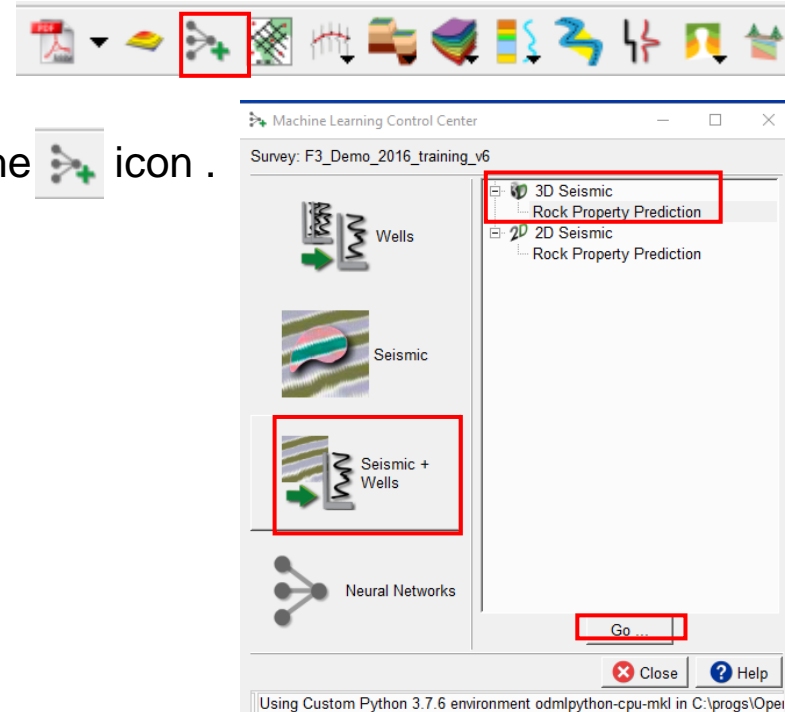 PDF
Machine Learning Control Center
ne icon .
Survey: F3_Demo_2016_training_v6
3D Seismic
Rock Property Prediction
2D Seismic
Rock Property Prediction
Wells
Seismic
Seismic +
Wells
Neural Networks
Go ...
Close
Help
Using Custom Python 3.7.6 environment odmlpython-cpu-mkl in C:\progs\Oper